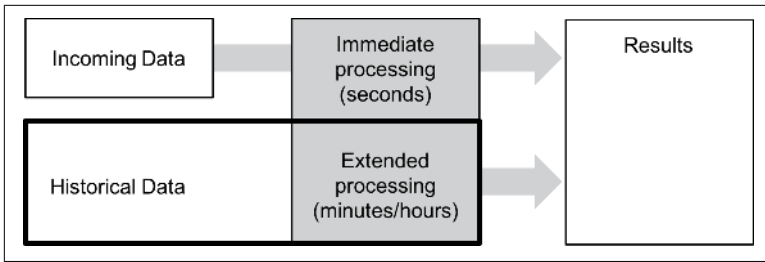 Incoming Data
Immediate
processing
(seconds)
Results
Historical Data
Extended
processing
(minutes/hours)